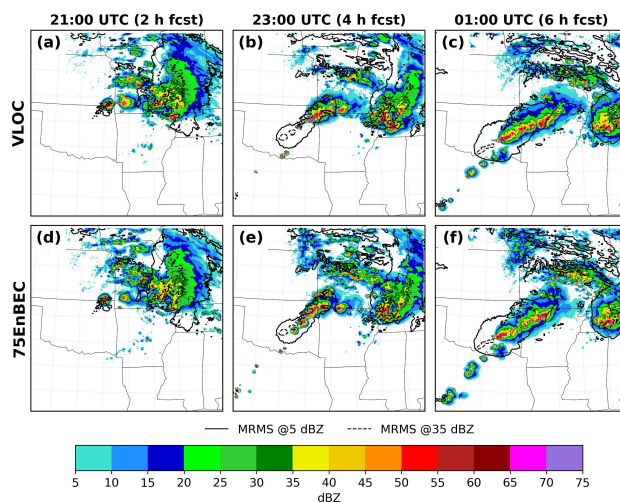 21:00 UTC (2 h fcst) 23:00 UTC (4 h fcst) 01:00 UTC (6 h fcst)
VLOC
(a) (b) (c)
75EnBEC
(d) (e) (f)
MRMS @5 dBZ MRMS @35 dBZ
5 10 15 20 25 30 35 40 45 50 55 60 65 70 75
dBZ